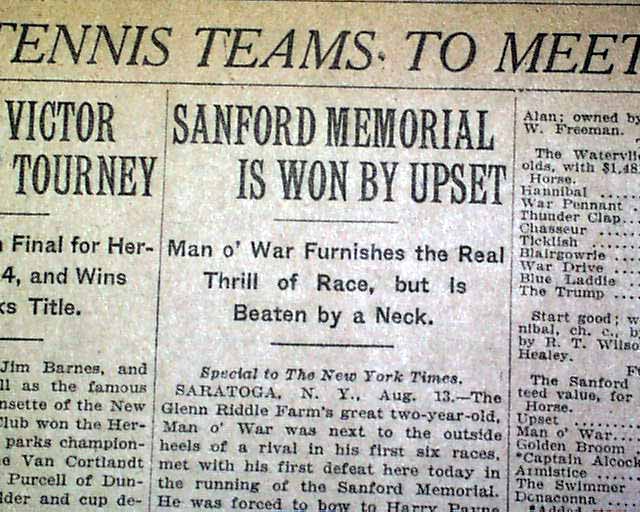 TENNIS TEAMS TO MEET
VICTOR
TOURNEY
Final for Her-
4, and Wins
Title.
Jim Barnes, and
as the famous
of the New
Club won the Her-
parks champion-
Van Cortlandt
Purcell of Dun-
and cup de-
SANFORD MEMORIAL
IS WON BY UPSET
Man o' War Furnishes the Real
Thrill of Race, but is
Beaten by a Neck.
Special to The New York Times.
SARATOGA, N. Y., Aug. 13.—The
Glenn Riddle Farm's great two-year-old,
Man o' War was next to the outside
heels of a rival in his first six races,
met with his first defeat here today in
the running of the Sanford Memorial.
He was forced to bow to Harry Payne
Alan; owned by
W. Freeman.
The Watervli
olds, with $1,48
Horse.
Hannibal .....
War Pennant .
Thunder Clap...
Chasseur .....
Ticklish .....
Blairgowrie ...
War Drive ....
Blue Laddie ...
The Trump ....
Start good; w
nibal, ch. c., b
by R. T. Wilso
Healey.
The Sanford
teed value, for
Horse.
Upset .....
Man o' War....
Golden Broom .
*Captain Alcock
Armistice ....
The Swimmer
Donaconna ...
*Added